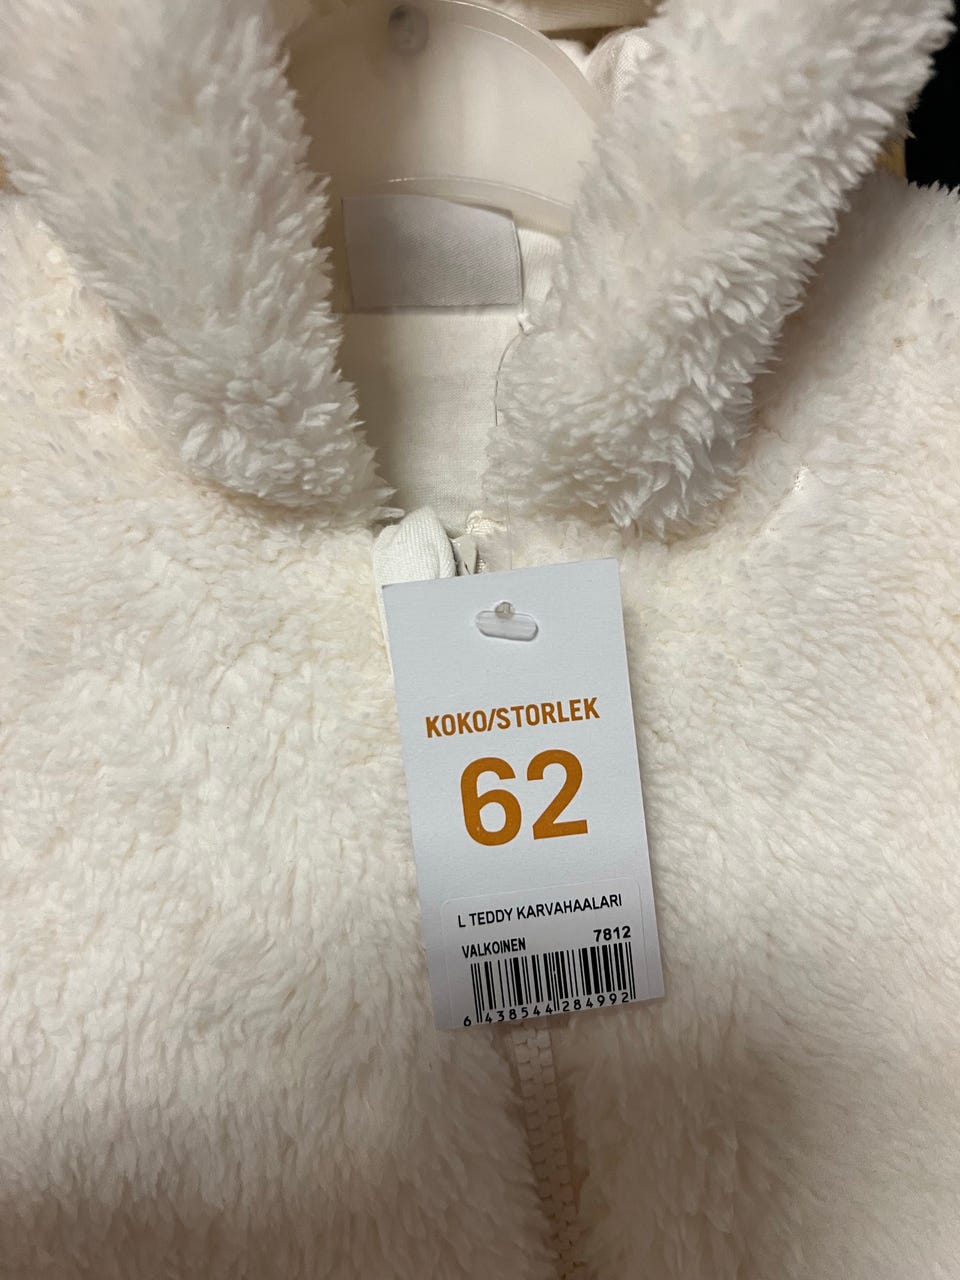 KOKO/STORLEK
62
L TEDDY KARVAHAALARI
VALKOINEN 7812
6 438544 284992